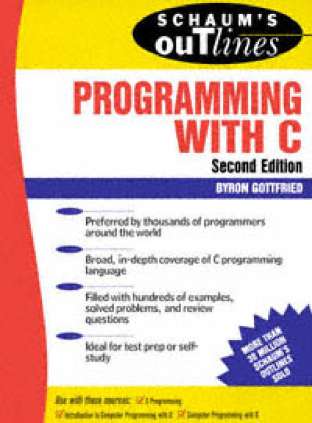 SCHAUM'S
ouTlines
PROGRAMMING
WITH C
Second Edition
BYRON GOTTFRIED
Preferred by thousands of programmers
around the world
Broad, in-depth coverage of C programming
language
Filled with hundreds of examples,
solved problems, and review
questions
Ideal for test prep or self-
study
MORE THAN
30 MILLION
SCHAUM'S
OUTLINES
SOLD
Use with these courses: C Programming
Introduction to Computer Programming with C Computer Programming with C